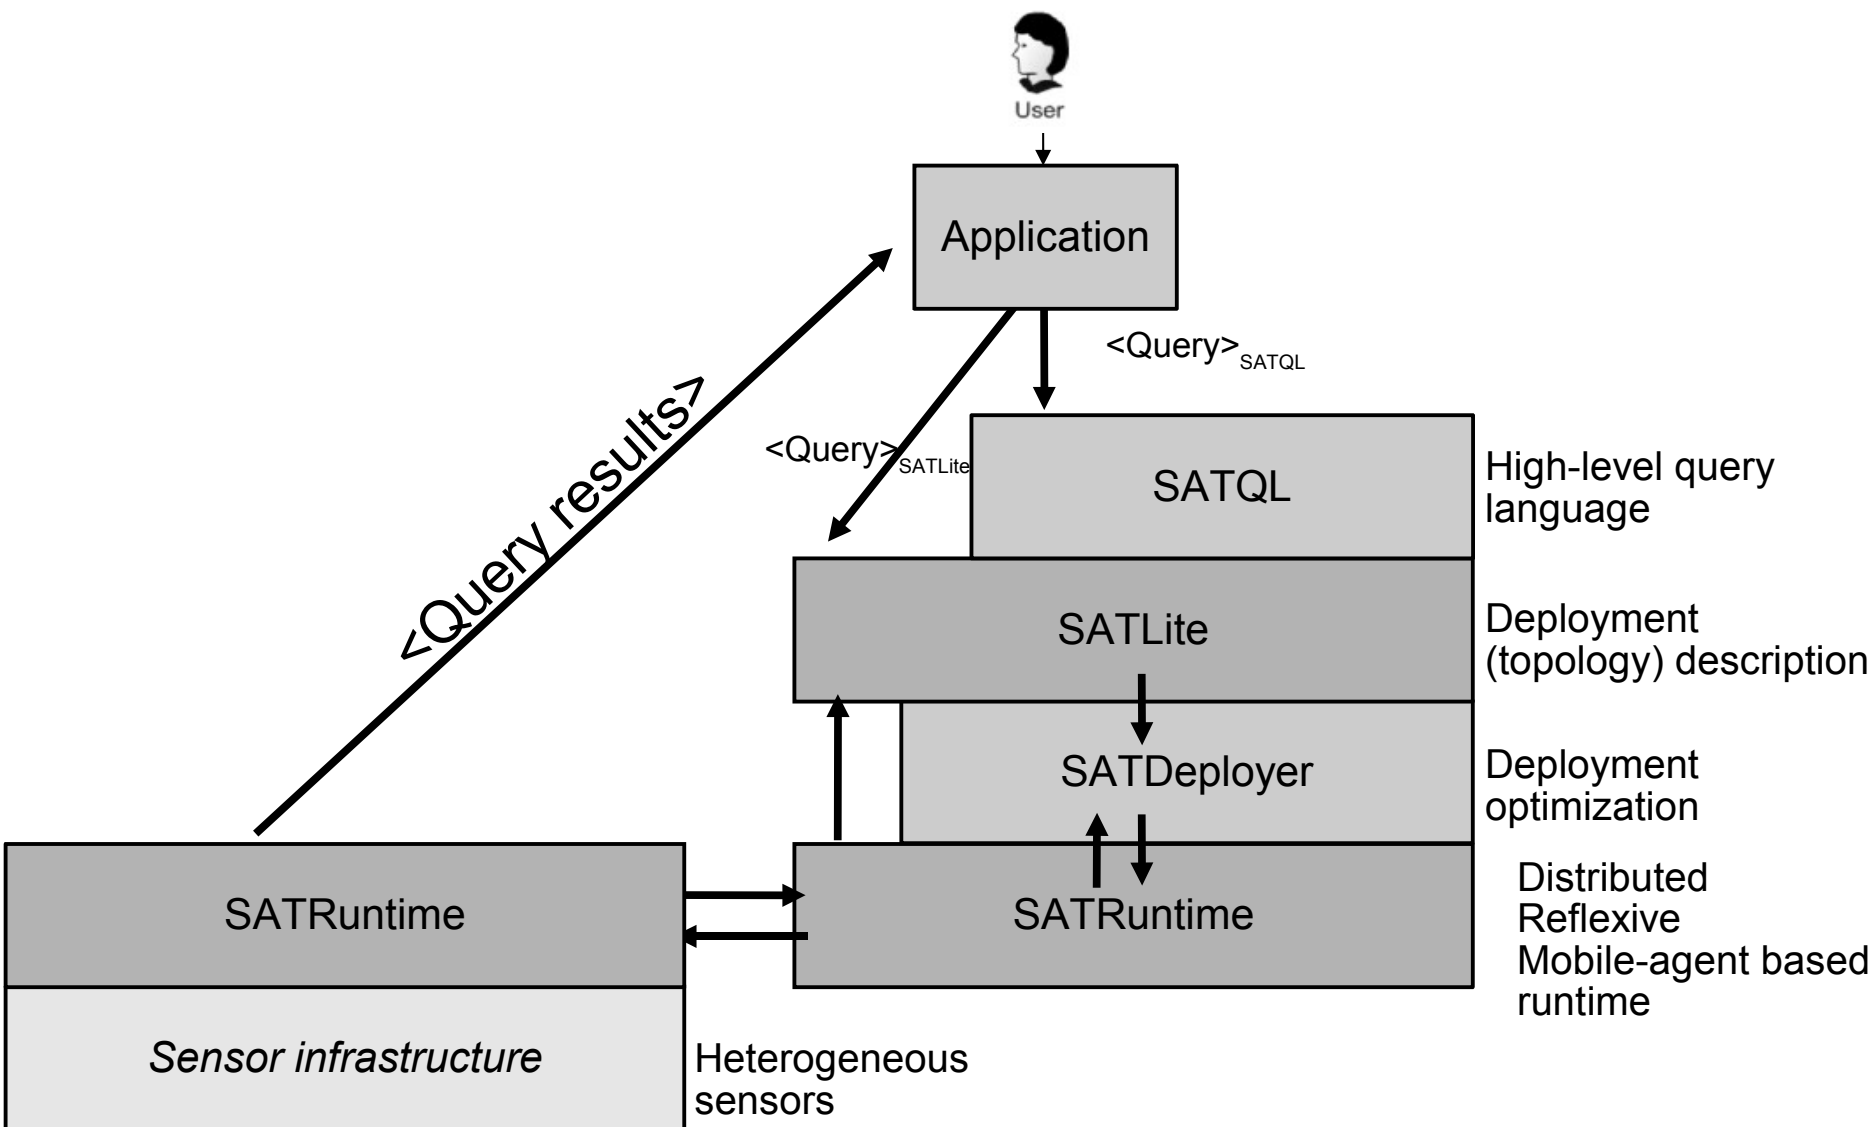 User
Application
<Query>SATQL
<Query results>
<Query>SATLite
SATQL
High-level query
language
SATLite
Deployment
(topology) description
SATDeployer
Deployment
optimization
SATRuntime
SATRuntime
Distributed
Reflexive
Mobile-agent based
runtime
Sensor infrastructure
Heterogeneous
sensors